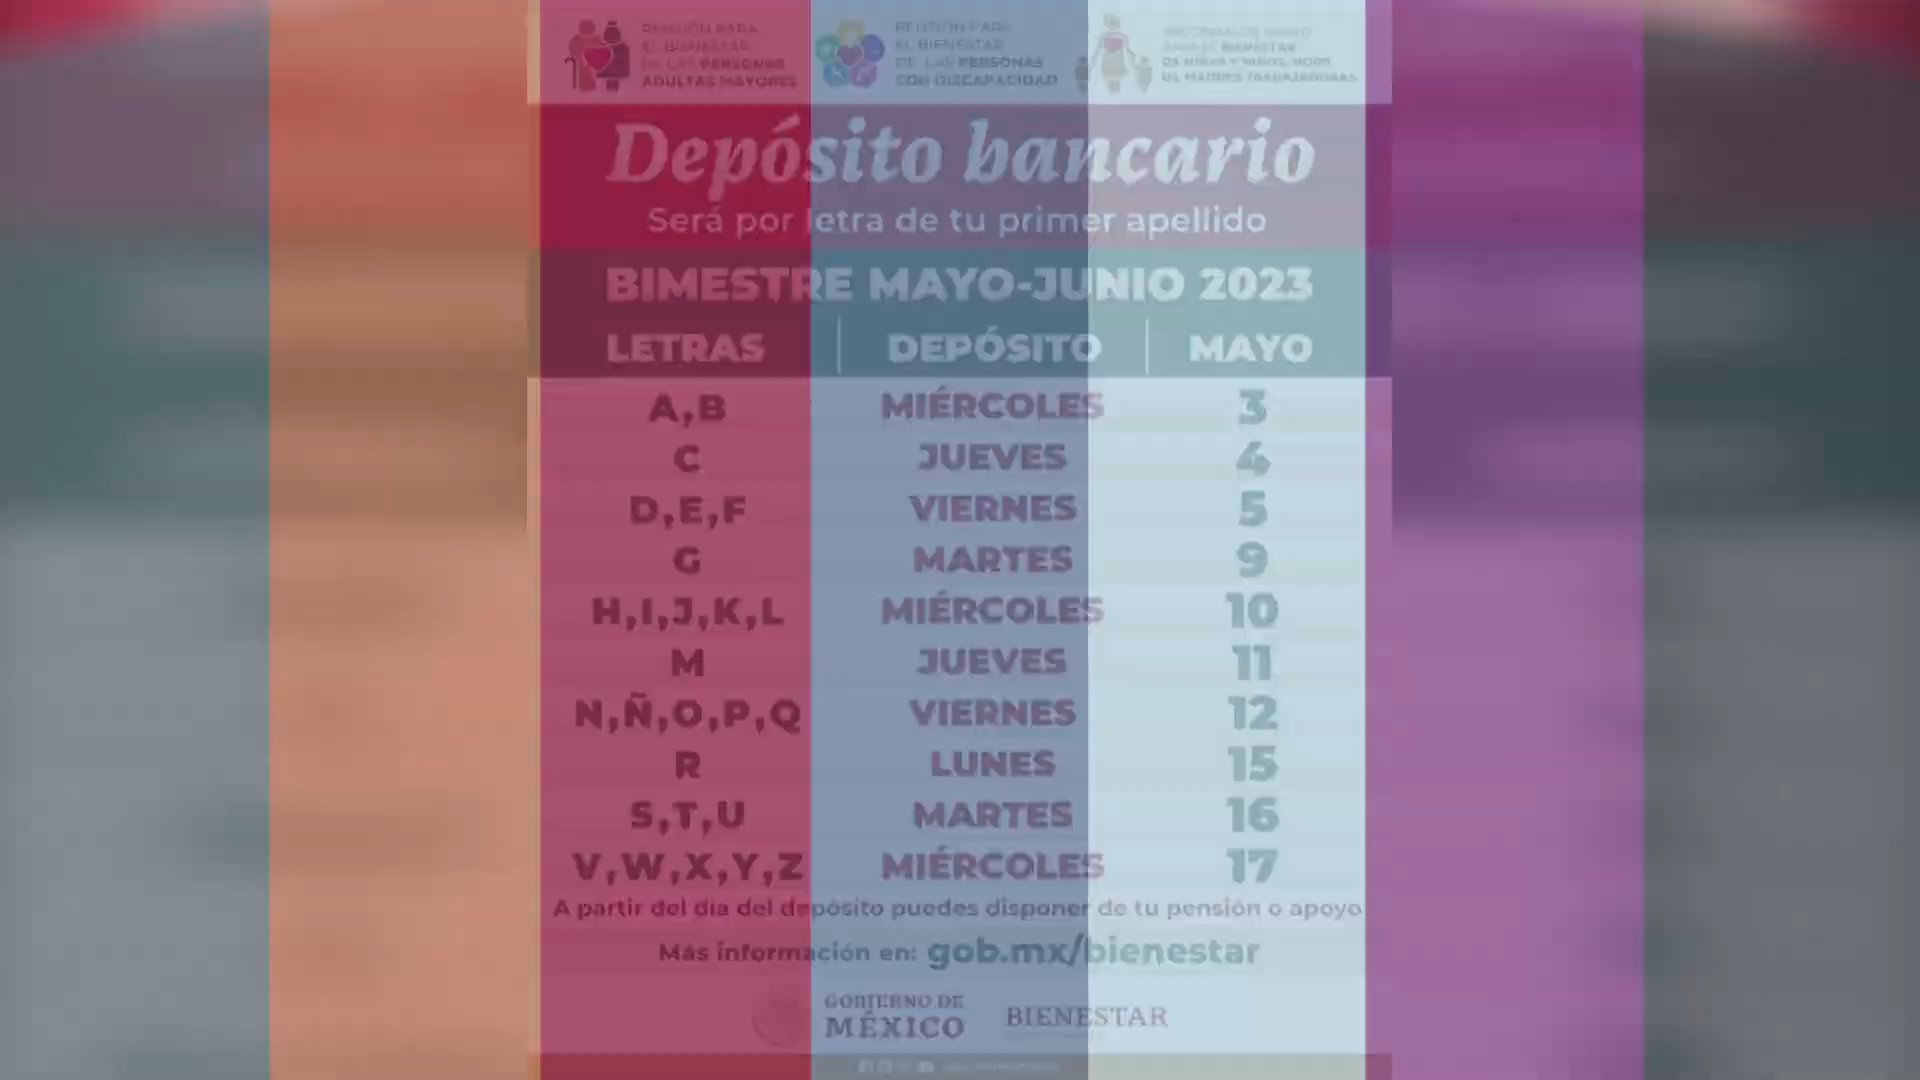 PENSIÓN PARA
EL BIENESTAR
DE LAS PERSONAS
ADULTAS MAYORES
PENSIÓN PARA
EL BIENESTAR
DE LAS PERSONAS
CON DISCAPACIDAD
DE MADRES TRABAJADORAS
Depósito bancario
Será por letra de tu primer apellido
BIMESTRE MAYO-JUNIO 2023
LETRAS DEPÓSITO MAYO
A,B MIÉRCOLES 3
C JUEVES 4
D,E,F VIERNES 5
G MARTES 9
H,I,J,K,L MIÉRCOLES 10
M JUEVES 11
N,Ñ,O,P,Q VIERNES 12
R LUNES 15
S,T,U MARTES 16
V,W,X,Y,Z MIÉRCOLES 17
A partir del día del depósito puedes disponer de tu pensión o apoyo
Más información en: gob.mx/bienestar
GOBIERNO DE
MÉXICO
BIENESTAR